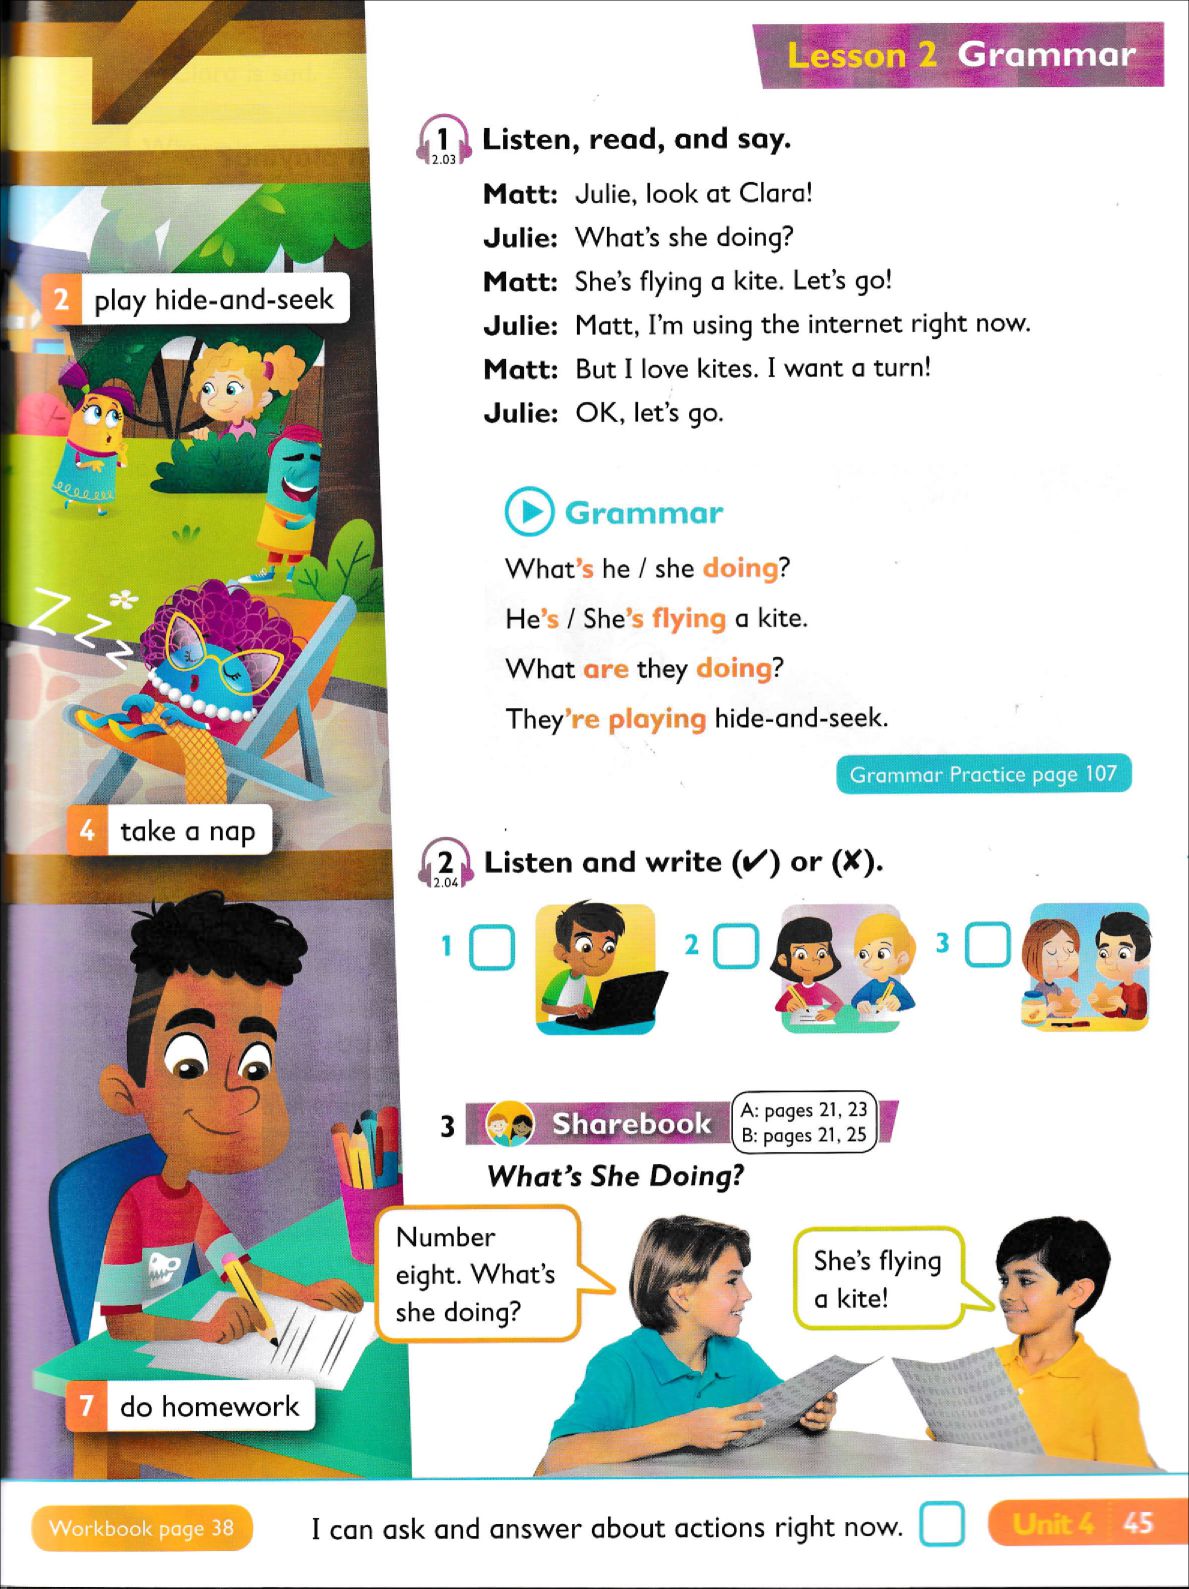 Lesson 2 Grammar
1
2.03
Listen, read, and say.
Matt: Julie, look at Clara!
Julie: What's she doing?
Matt: She's flying a kite. Let's go!
Julie: Matt, I'm using the internet right now.
Matt: But I love kites. I want a turn!
Julie: OK, let's go.
2 play hide-and-seek
Grammar
What's he / she doing?
He's / She's flying a kite.
What are they doing?
They're playing hide-and-seek.
Grammar Practice page 107
Z Z Z
4 take a nap
2
2.04
Listen and write (✔) or (✘).
1
2
3
3 Sharebook
A: pages 21, 23
B: pages 21, 25
What's She Doing?
Number
eight. What's
she doing?
She's flying
a kite!
7 do homework
Workbook page 38
I can ask and answer about actions right now.
Unit 4 45